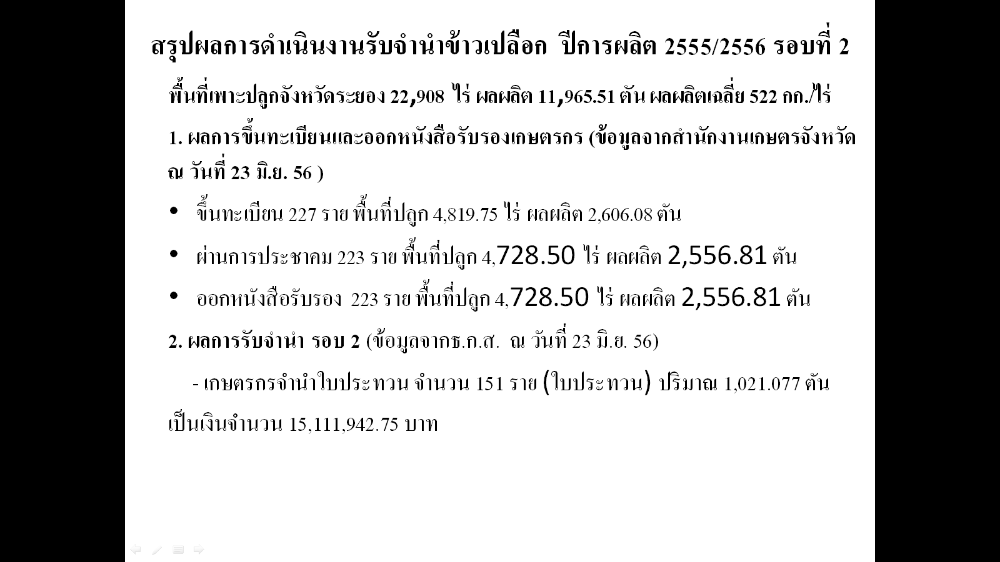 สรุปผลการดำเนินงานรับจำนำข้าวเปลือก ปีการผลิต 2555/2556 รอบที่ 2
พื้นที่เพาะปลูกจังหวัดระยอง 22,908 ไร่ ผลผลิต 11,965.51 ตัน ผลผลิตเฉลี่ย 522 กก./ไร่
1. ผลการขึ้นทะเบียนและออกหนังสือรับรองเกษตรกร (ข้อมูลจากสำนักงานเกษตรจังหวัด
ณ วันที่ 23 มิ.ย. 56 )
• ขึ้นทะเบียน 227 ราย พื้นที่ปลูก 4,819.75 ไร่ ผลผลิต 2,606.08 ตัน
• ผ่านการประชาคม 223 ราย พื้นที่ปลูก 4,728.50 ไร่ ผลผลิต 2,556.81 ตัน
• ออกหนังสือรับรอง 223 ราย พื้นที่ปลูก 4,728.50 ไร่ ผลผลิต 2,556.81 ตัน
2. ผลการรับจำนำ รอบ 2 (ข้อมูลจากธ.ก.ส. ณ วันที่ 23 มิ.ย. 56)
- เกษตรกรจำนำใบประทวน จำนวน 151 ราย (ใบประทวน) ปริมาณ 1,021.077 ตัน
เป็นเงินจำนวน 15,111,942.75 บาท